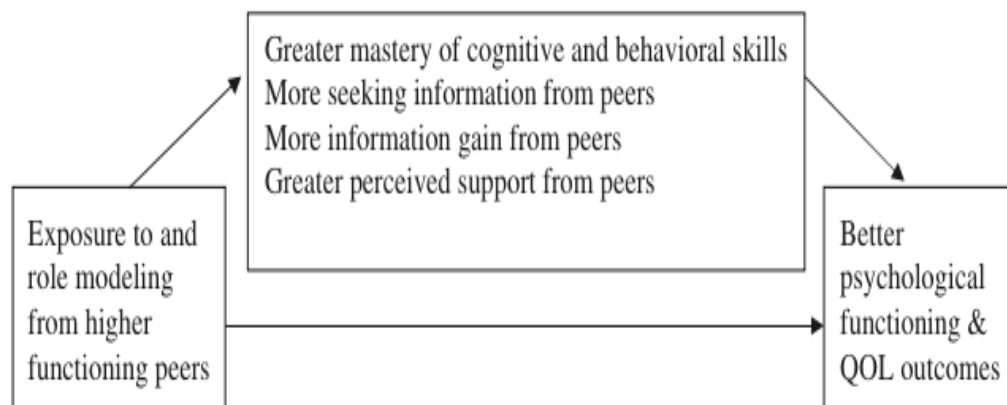 Greater mastery of cognitive and behavioral skills
More seeking information from peers
More information gain from peers
Greater perceived support from peers
Exposure to and
role modeling
from higher
functioning peers
Better
psychological
functioning &
QOL outcomes